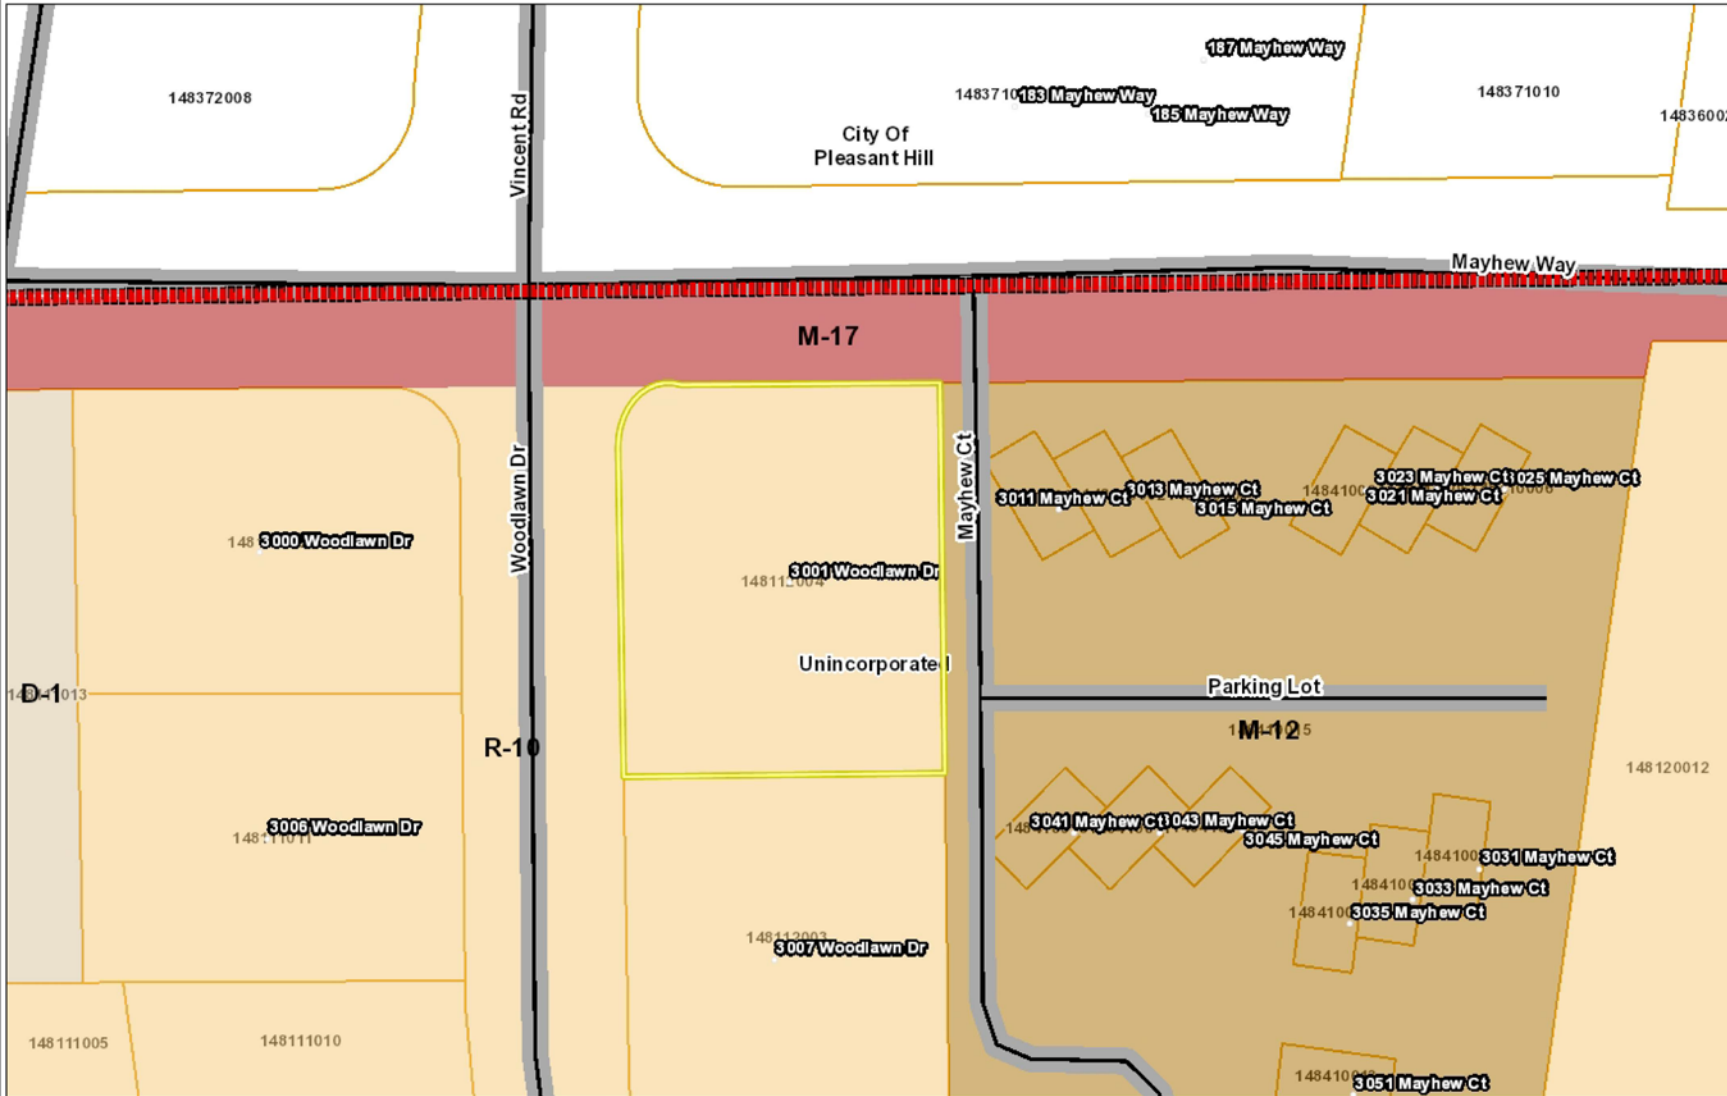 187 Mayhew Way
148372008
Vincent Rd
183 Mayhew Way
185 Mayhew Way
148371010
City Of
Pleasant Hill
Mayhew Way
M-17
Woodlawn Dr
Mayhew Ct
3023 Mayhew Ct
3025 Mayhew Ct
3011 Mayhew Ct
3013 Mayhew Ct
3021 Mayhew Ct
3015 Mayhew Ct
3000 Woodlawn Dr
3001 Woodlawn Dr
148112004
Unincorporated
D-1
Parking Lot
R-10
M-12
148410015
148120012
3006 Woodlawn Dr
148111011
3041 Mayhew Ct
3043 Mayhew Ct
3045 Mayhew Ct
3031 Mayhew Ct
3033 Mayhew Ct
3035 Mayhew Ct
148112003
3007 Woodlawn Dr
148111005
148111010
3051 Mayhew Ct